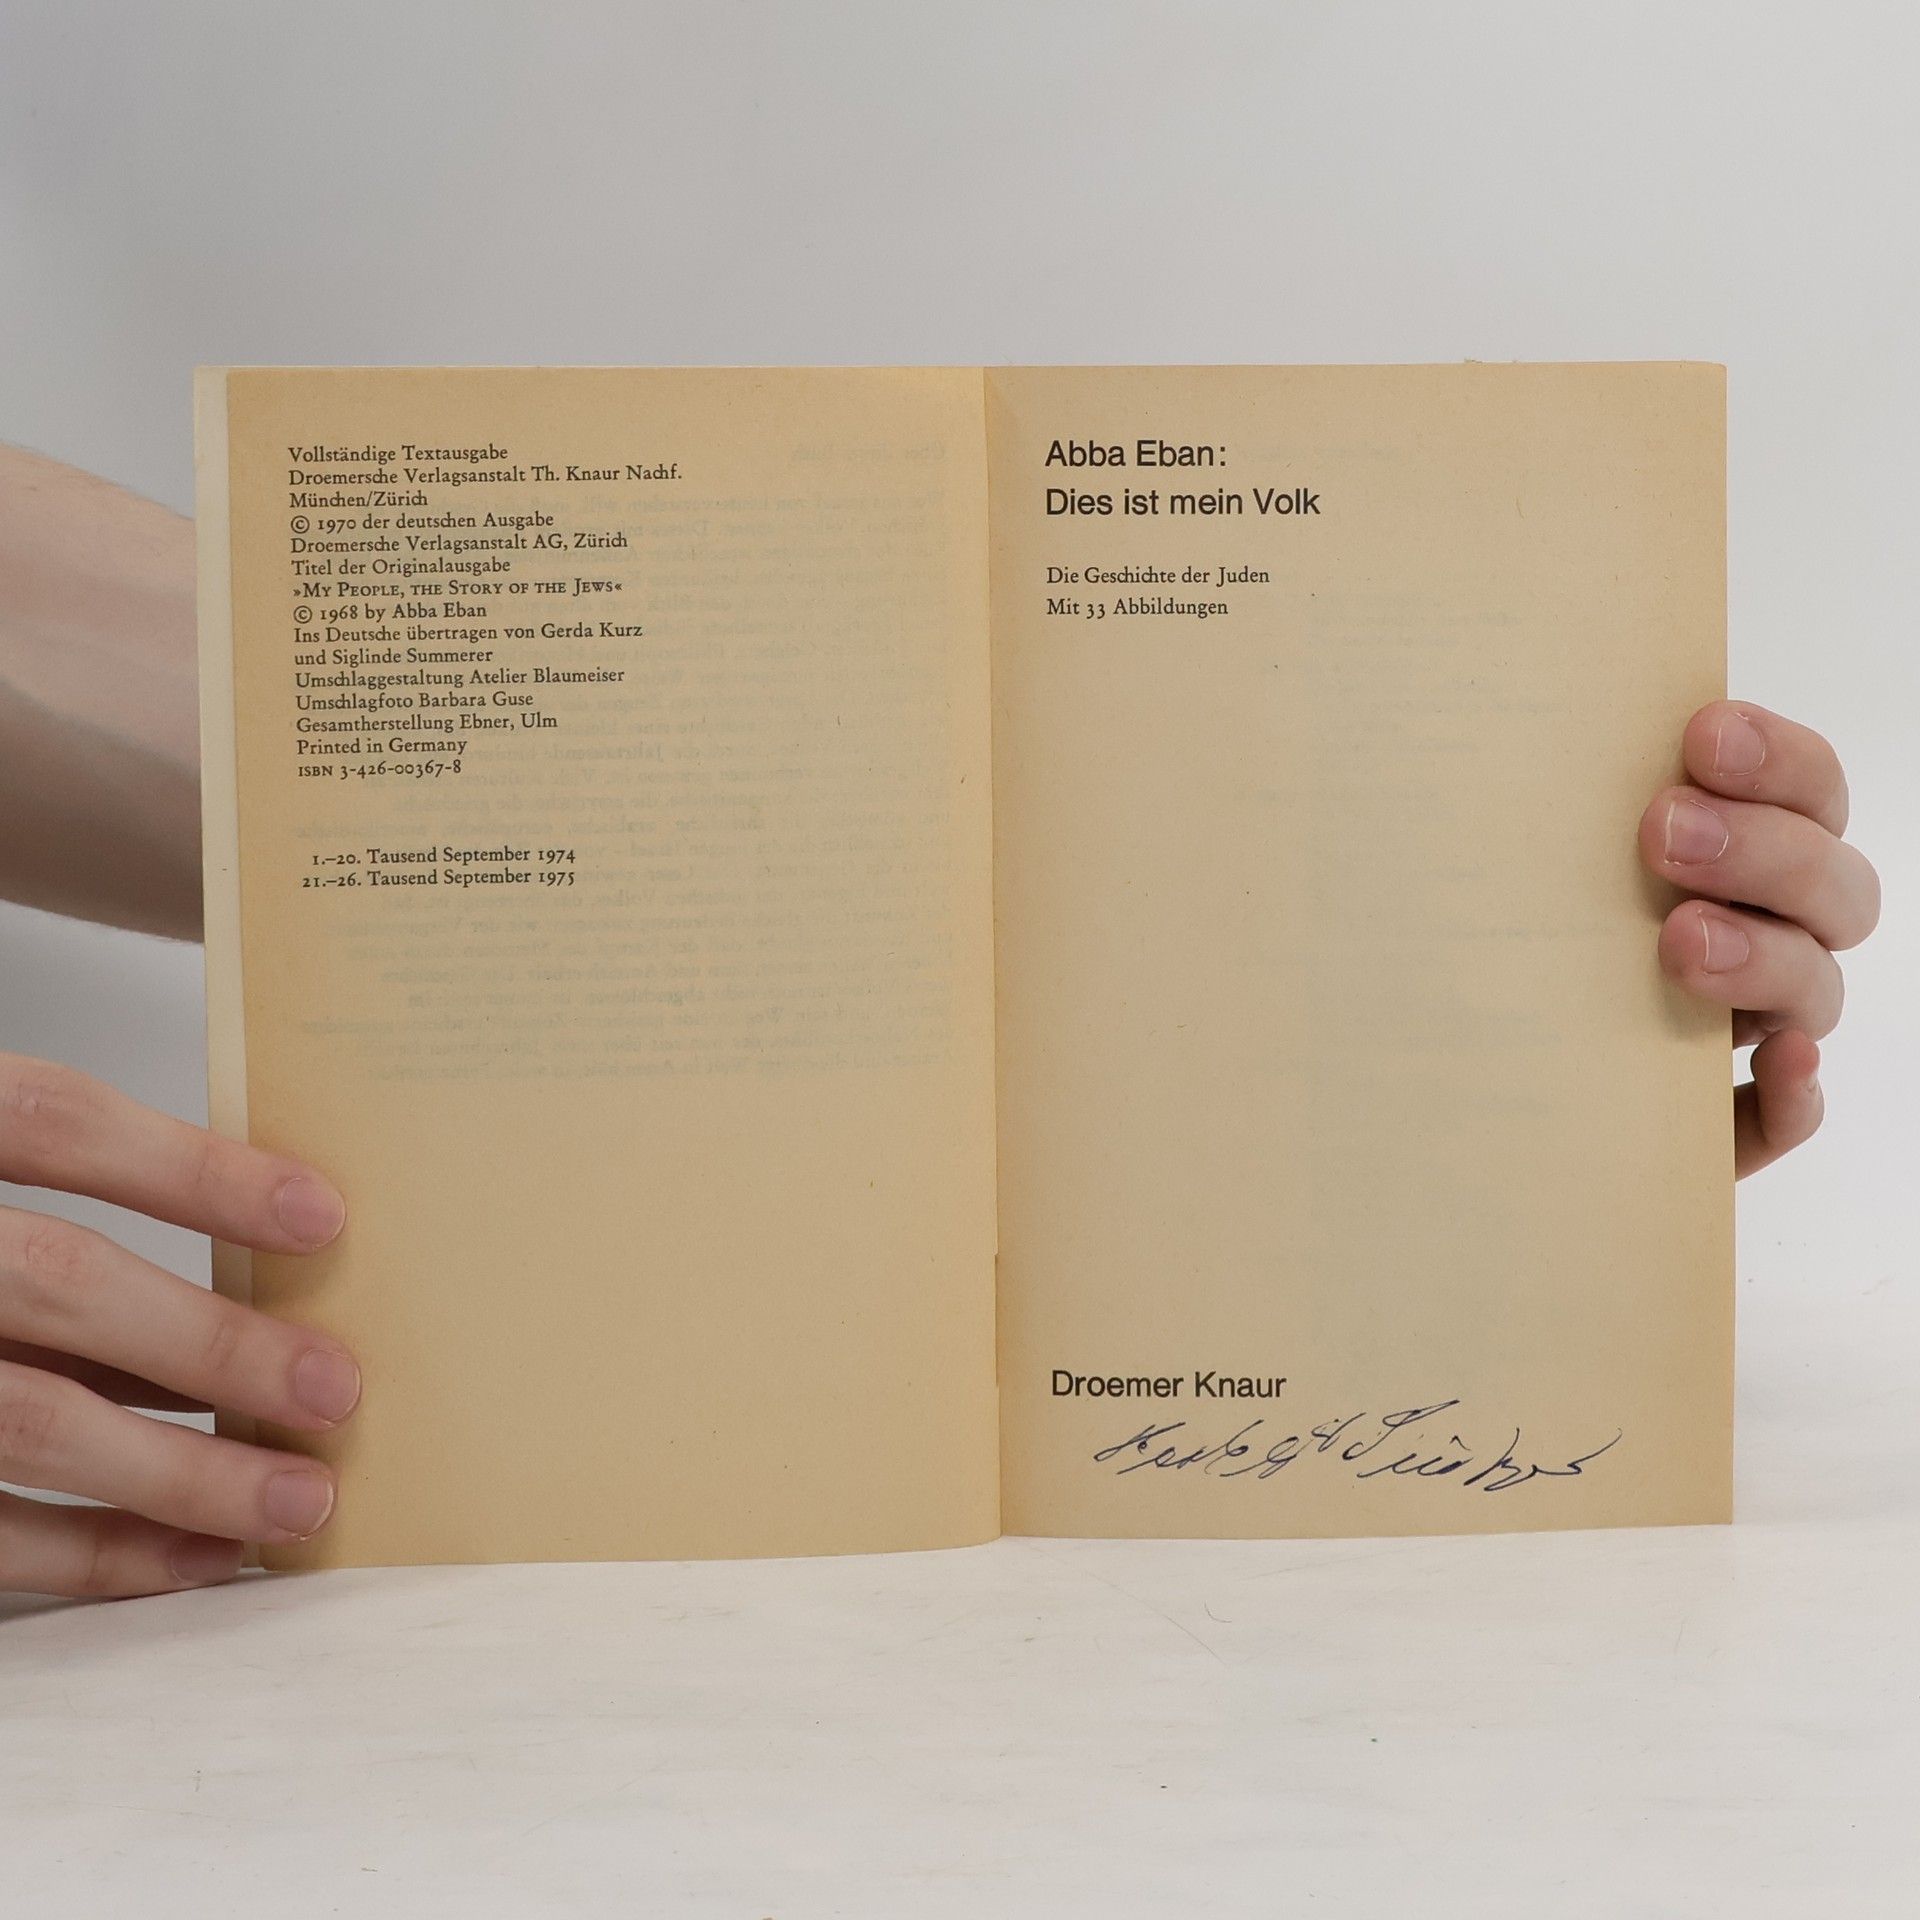 Vollständige Textausgabe
Droemersche Verlagsanstalt Th. Knaur Nachf.
München/Zürich
© 1970 der deutschen Ausgabe
Droemersche Verlagsanstalt AG, Zürich
Titel der Originalausgabe
»MY PEOPLE, THE STORY OF THE JEWS«
© 1968 by Abba Eban
Ins Deutsche übertragen von Gerda Kurz
und Siglinde Summerer
Umschlaggestaltung Atelier Blaumeiser
Umschlagfoto Barbara Guse
Gesamtherstellung Ebner, Ulm
Printed in Germany
ISBN 3-426-00367-8
1.–20. Tausend September 1974
21.–26. Tausend September 1975
Abba Eban:
Dies ist mein Volk
Die Geschichte der Juden
Mit 33 Abbildungen
Droemer Knaur